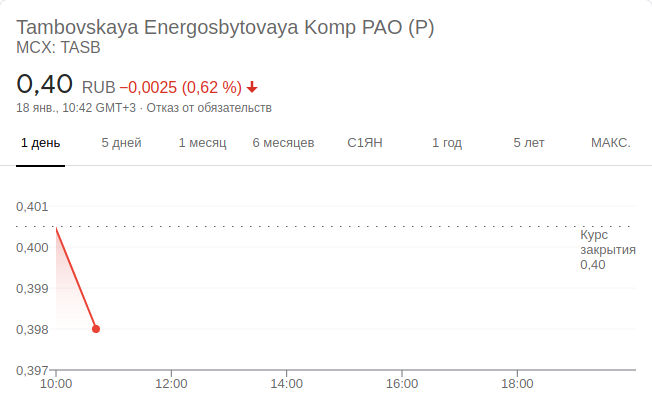 Tambovskaya Energosbytovaya Komp PAO (P)
MCX: TASB
0,40 RUB −0,0025 (0,62 %)
18 янв., 10:42 GMT+3 · Отказ от обязательств
1 день 5 дней 1 месяц 6 месяцев С1ЯН 1 год 5 лет МАКС.
0,401
Курс
закрытия
0,40
0,400
0,399
0,398
0,397
10:00 12:00 14:00 16:00 18:00